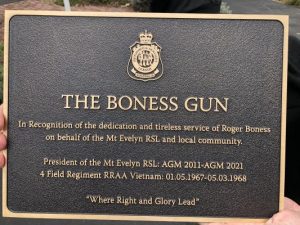 THE BONESS GUN
In Recognition of the dedication and tireless service of Roger Boness
on behalf of the Mt Evelyn RSL and local community.
President of the Mt Evelyn RSL: AGM 2011-AGM 2021
4 Field Regiment RRAA Vietnam: 01.05.1967-05.03.1968
“Where Right and Glory Lead”